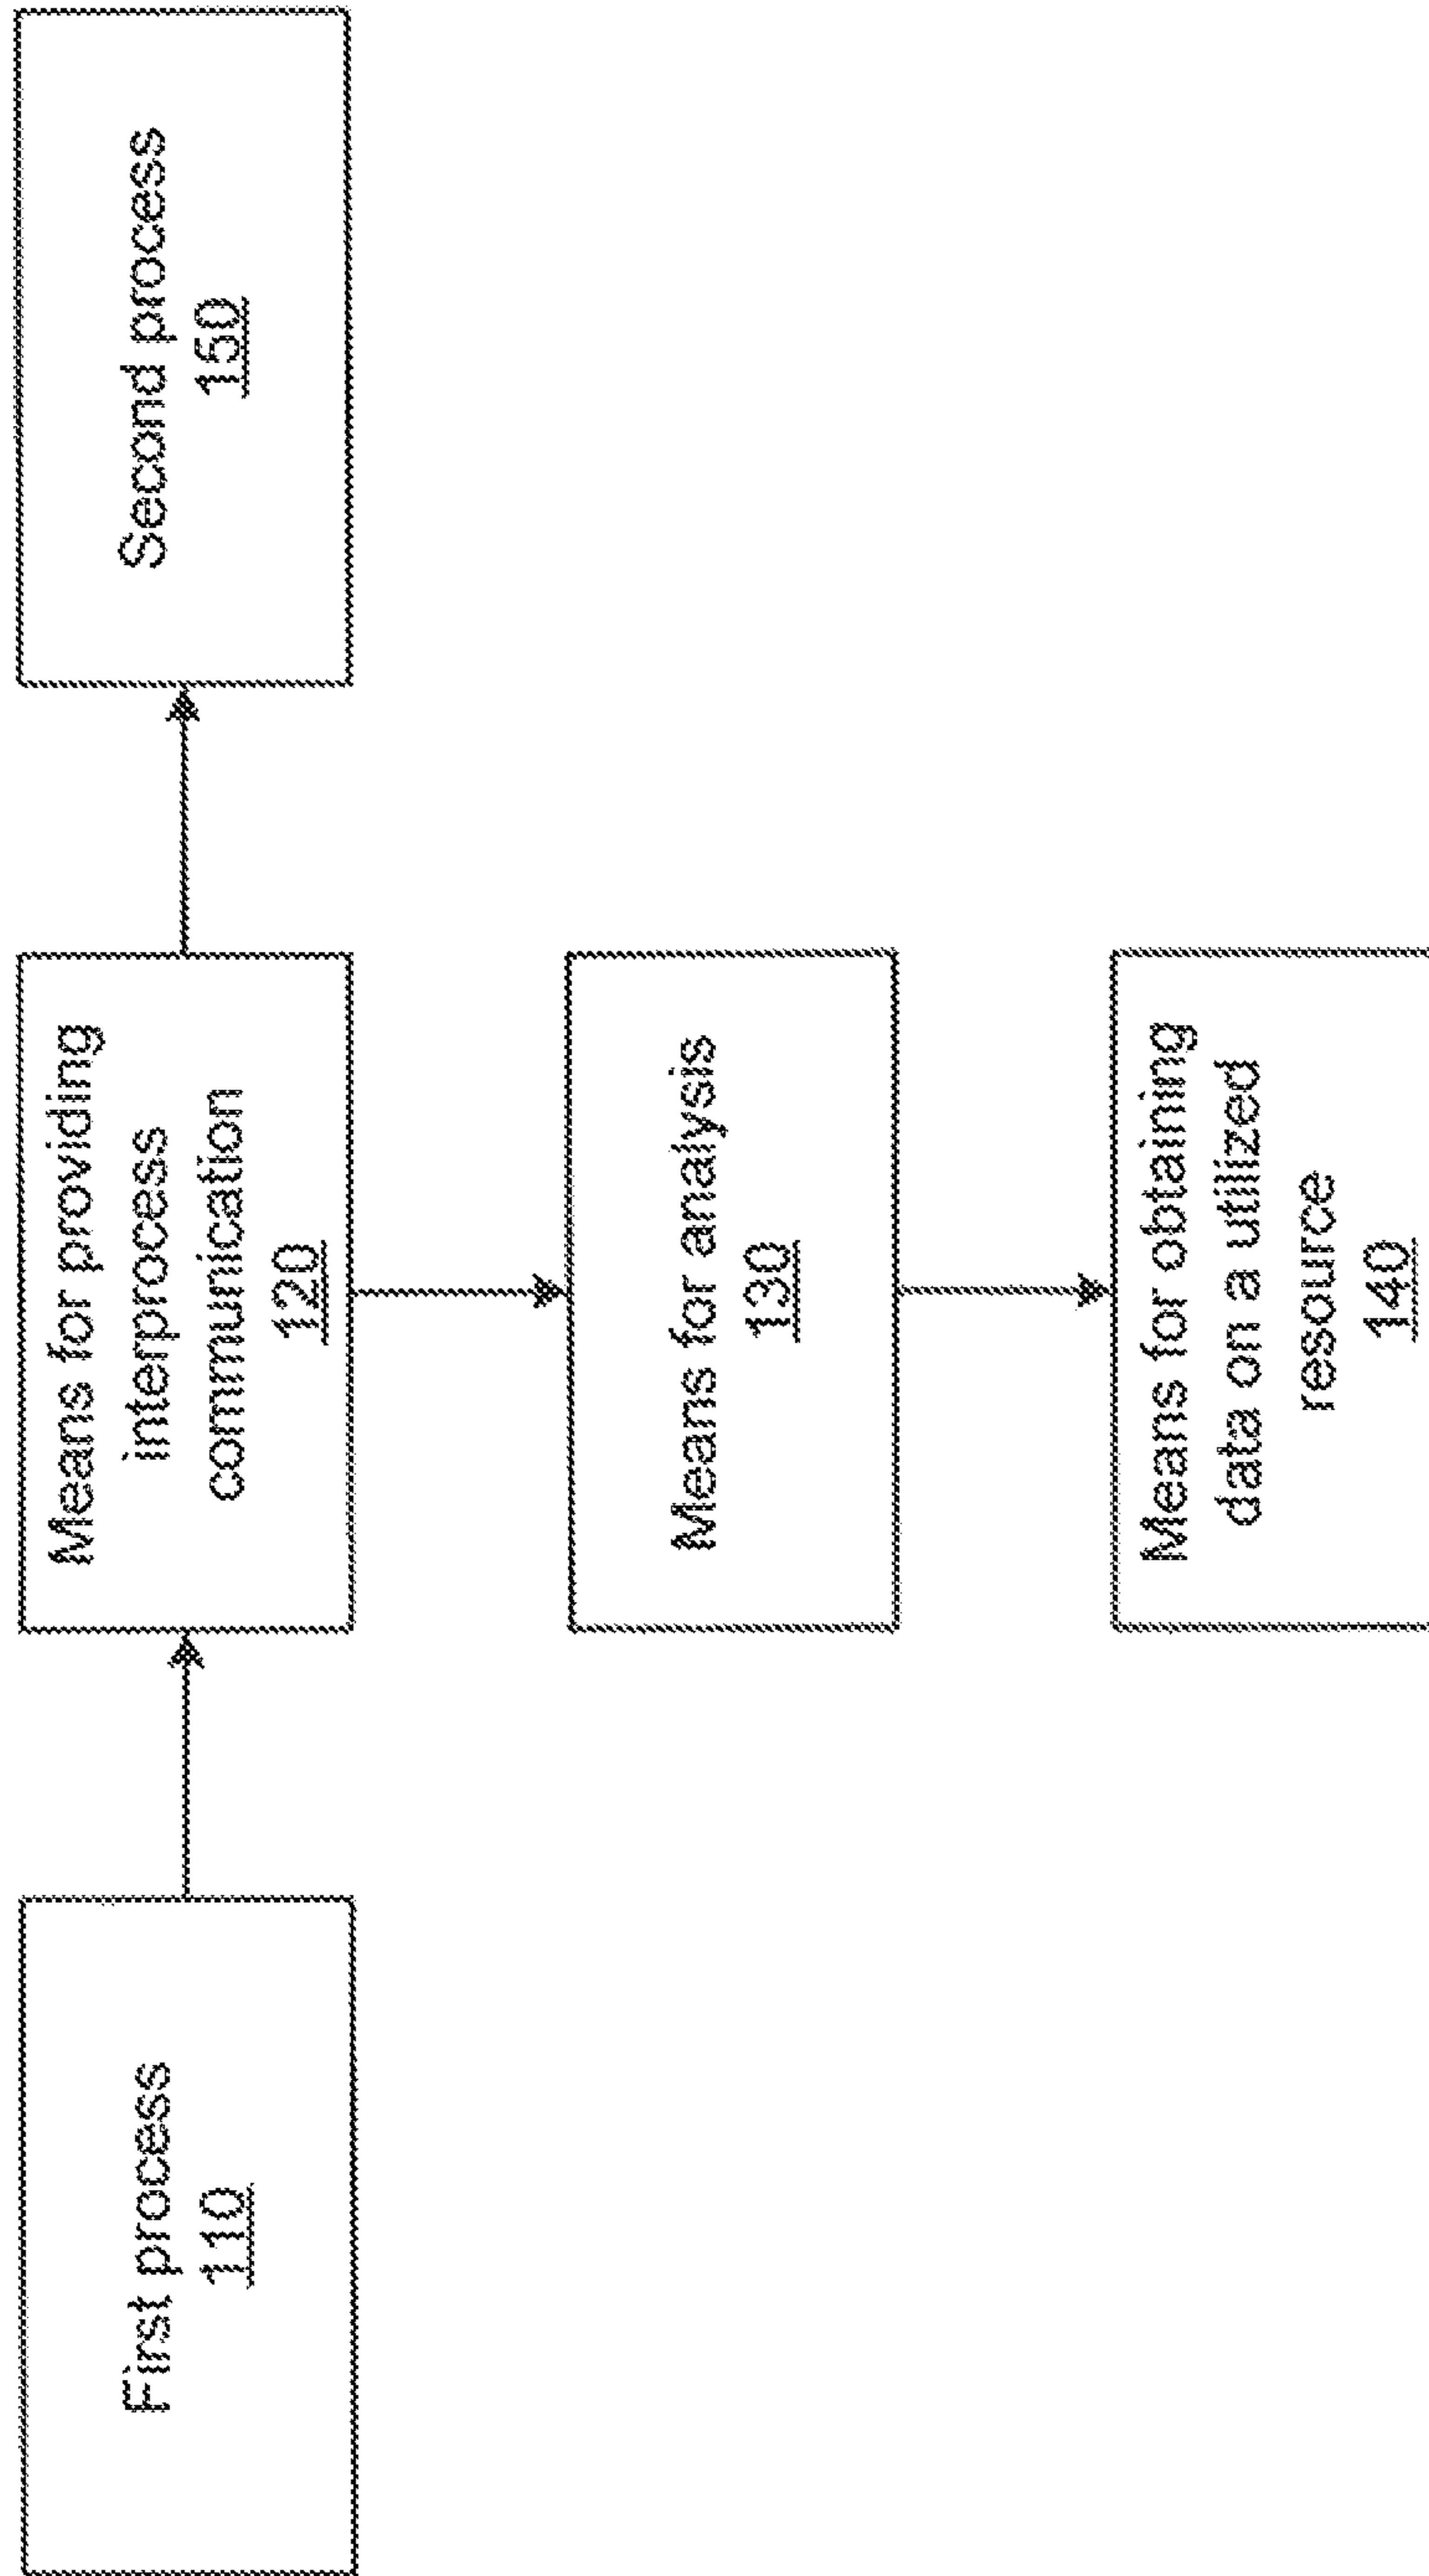 First process
110
Means for providing
interprocess
communication
120
Second process
150
Means for analysis
130
Means for obtaining
data on a utilized
resource
140